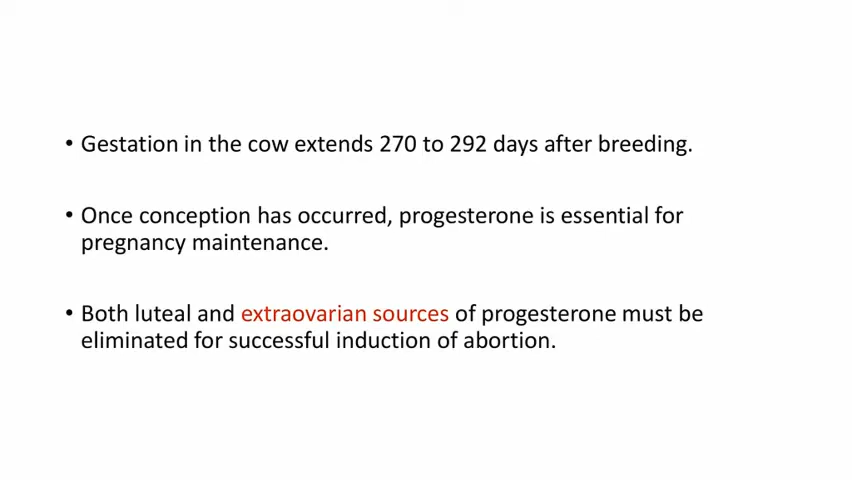 • Gestation in the cow extends 270 to 292 days after breeding.
• Once conception has occurred, progesterone is essential for
pregnancy maintenance.
• Both luteal and extraovarian sources of progesterone must be
eliminated for successful induction of abortion.